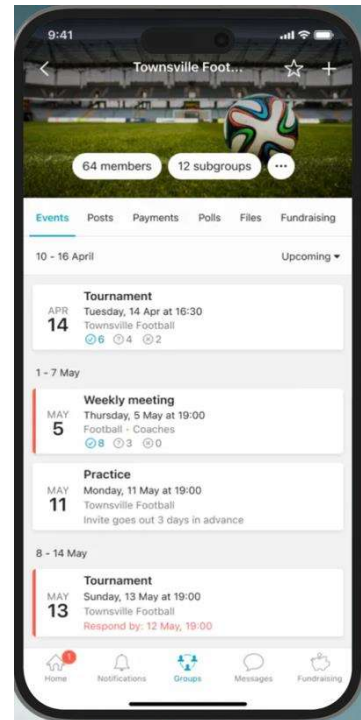 9:41
Townsville Foot...
64 members
12 subgroups
Events Posts Payments Polls Files Fundraising
10 - 16 April
Upcoming
Tournament
APR
14
Tuesday, 14 Apr at 16:30
Townsville Football
6 4 2
1 - 7 May
Weekly meeting
MAY
5
Thursday, 5 May at 19:00
Football - Coaches
8 3 0
Practice
MAY
11
Monday, 11 May at 19:00
Townsville Football
Invite goes out 3 days in advance
8 - 14 May
Tournament
MAY
13
Sunday, 13 May at 19:00
Townsville Football
Respond by: 12 May, 19:00
1
Home Notifications Groups Messages Fundraising